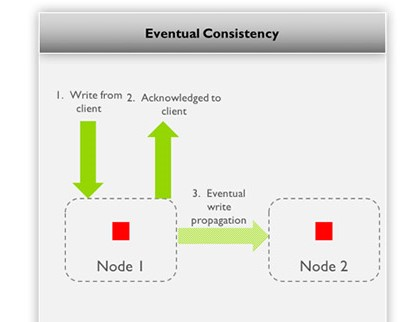 Eventual Consistency
1. Write from
client
2. Acknowledged to
client
3. Eventual
write
propagation
Node 1
Node 2